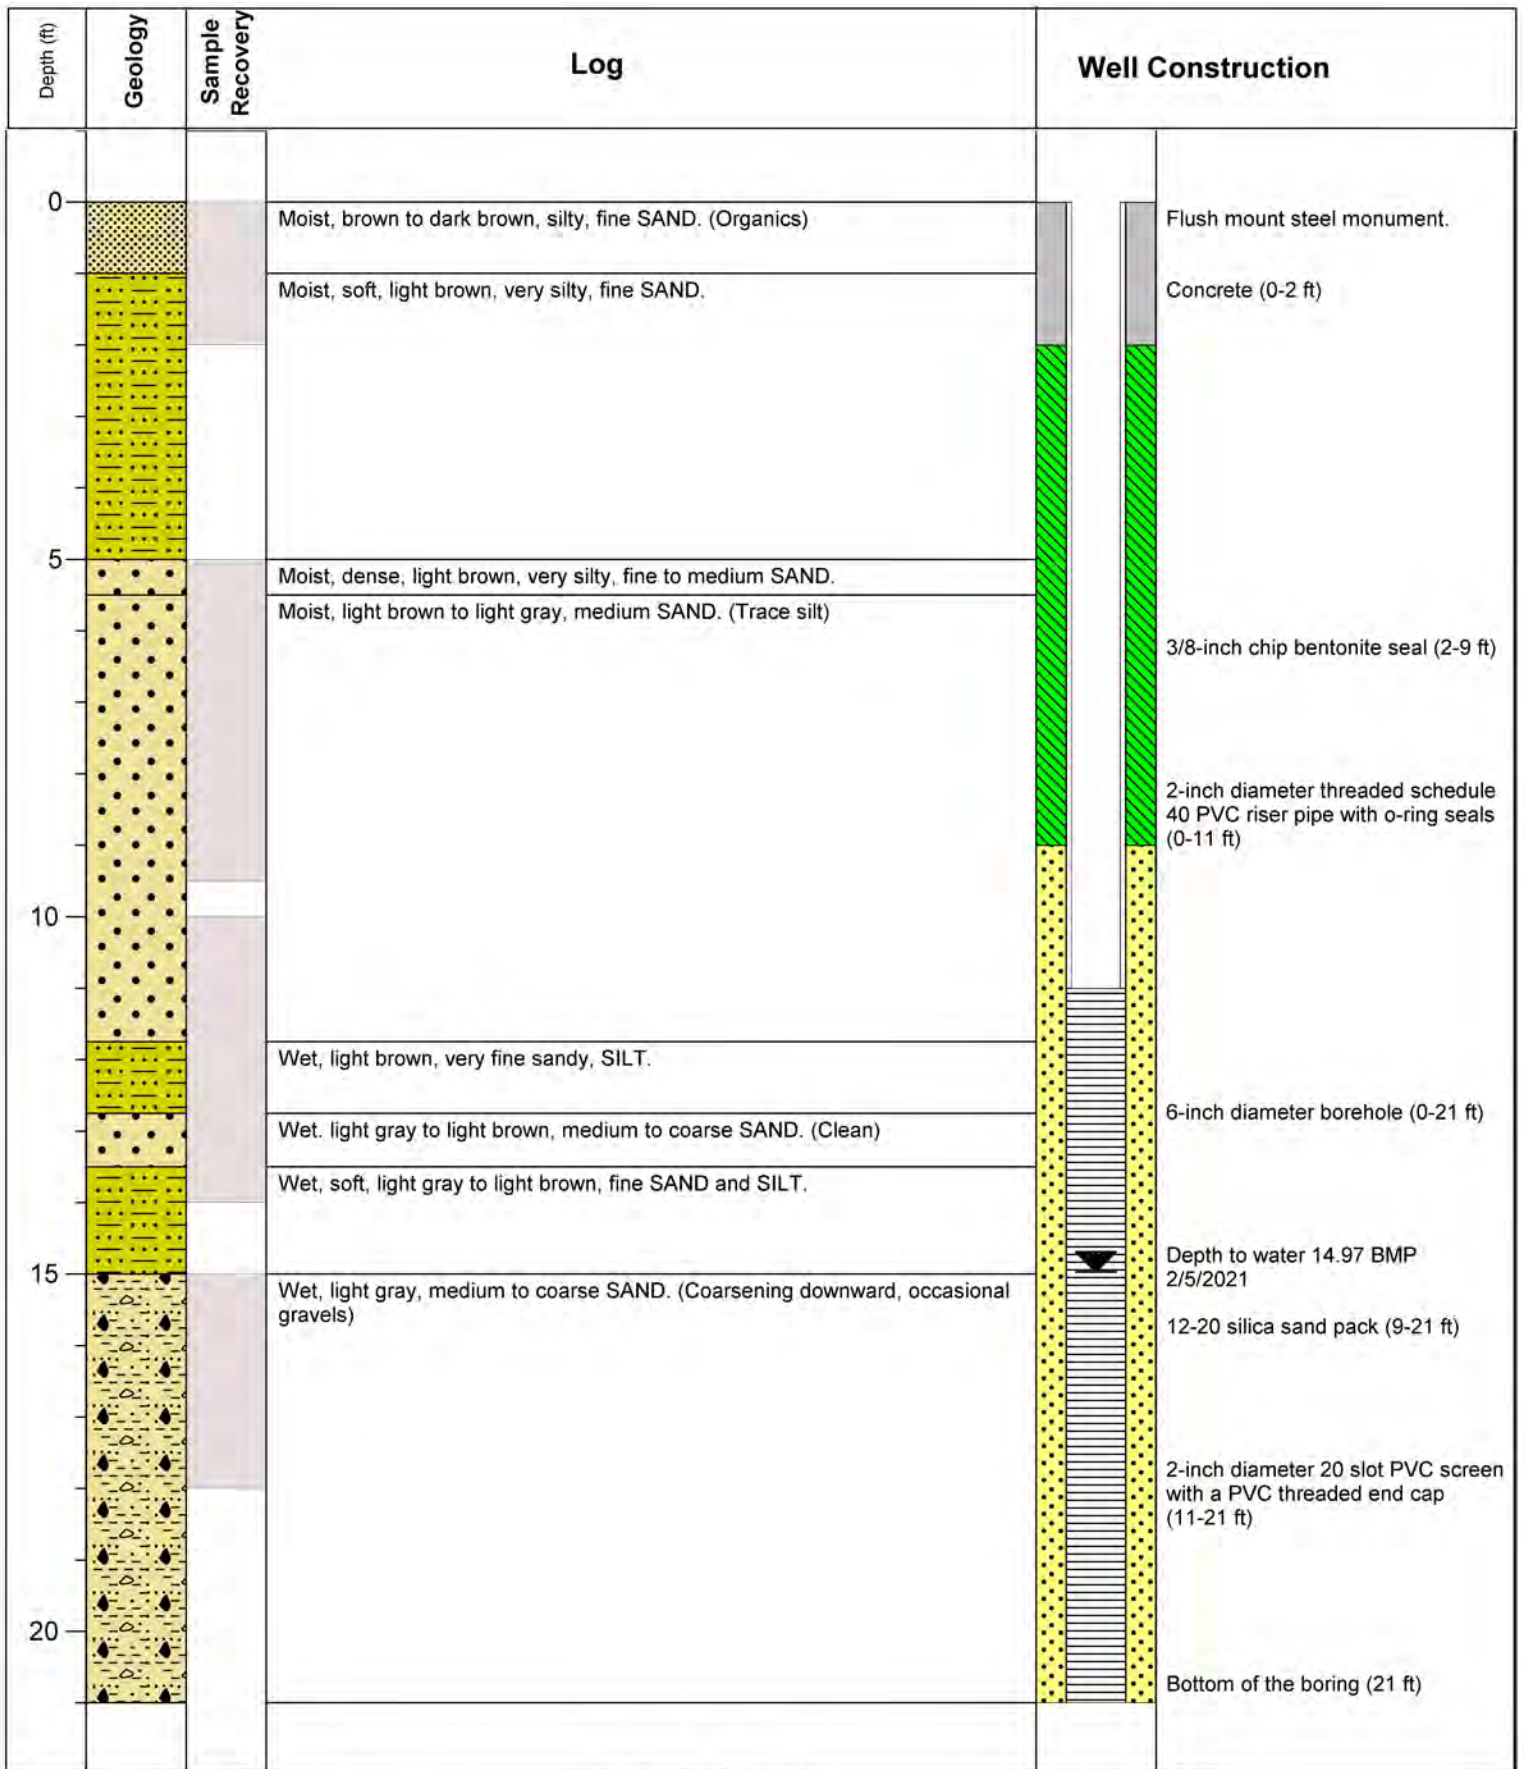 Depth (ft)
Geology
Sample
Recovery
Log
Well Construction
0
Moist, brown to dark brown, silty, fine SAND. (Organics)
Flush mount steel monument.
Moist, soft, light brown, very silty, fine SAND.
Concrete (0-2 ft)
5
Moist, dense, light brown, very silty, fine to medium SAND.
Moist, light brown to light gray, medium SAND. (Trace silt)
3/8-inch chip bentonite seal (2-9 ft)
2-inch diameter threaded schedule
40 PVC riser pipe with o-ring seals
(0-11 ft)
10
Wet, light brown, very fine sandy, SILT.
6-inch diameter borehole (0-21 ft)
Wet. light gray to light brown, medium to coarse SAND. (Clean)
Wet, soft, light gray to light brown, fine SAND and SILT.
Depth to water 14.97 BMP
2/5/2021
15
Wet, light gray, medium to coarse SAND. (Coarsening downward, occasional
gravels)
12-20 silica sand pack (9-21 ft)
2-inch diameter 20 slot PVC screen
with a PVC threaded end cap
(11-21 ft)
20
Bottom of the boring (21 ft)